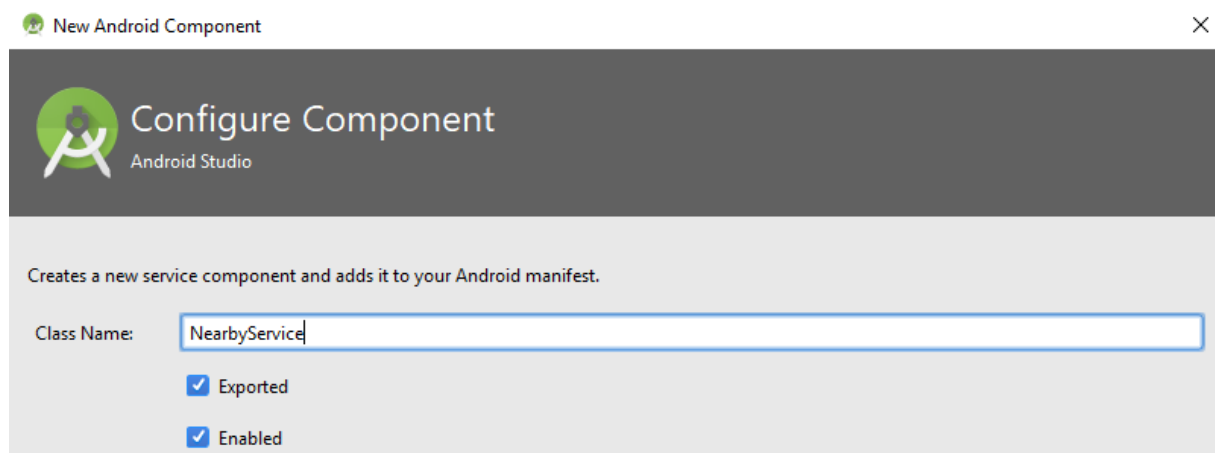 New Android Component
Configure Component
Android Studio
Creates a new service component and adds it to your Android manifest.
Class Name: NearbyService
Exported
Enabled